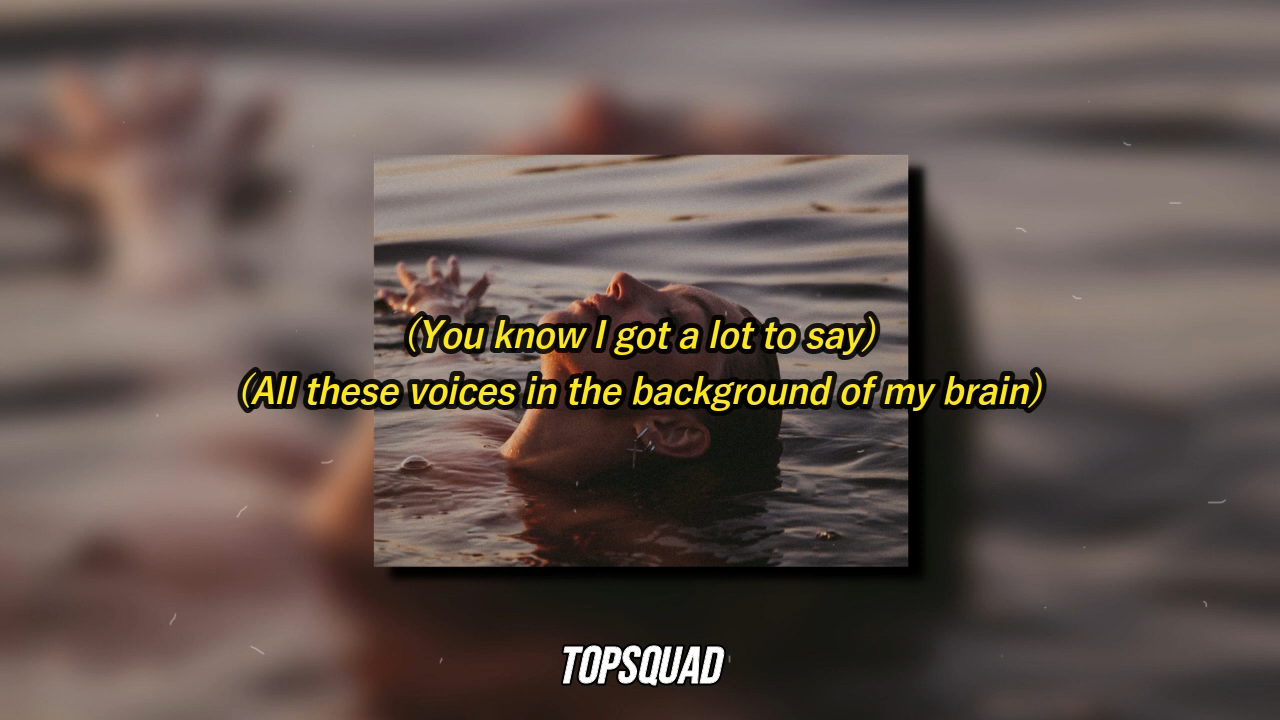 (You know I got a lot to say)
(All these voices in the background of my brain)
TOPSQUAD